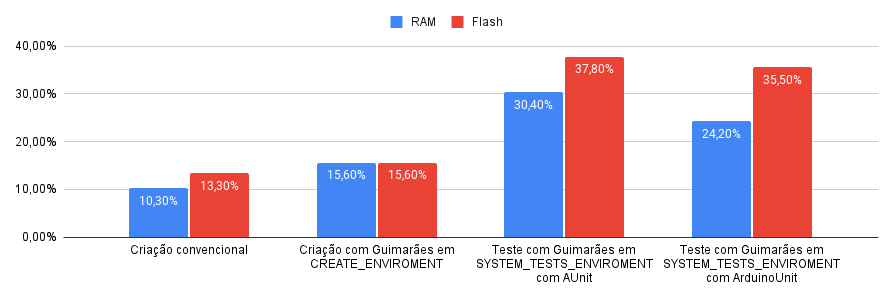 RAM Flash
40,00%
30,00%
20,00%
10,00%
0,00%
10,30%
13,30%
15,60%
15,60%
30,40%
37,80%
24,20%
35,50%
Criação convencional
Criação com Guimarães em
CREATE_ENVIROMENT
Teste com Guimarães em
SYSTEM_TESTS_ENVIROMENT
com AUnit
Teste com Guimarães em
SYSTEM_TESTS_ENVIROMENT
com ArduinoUnit